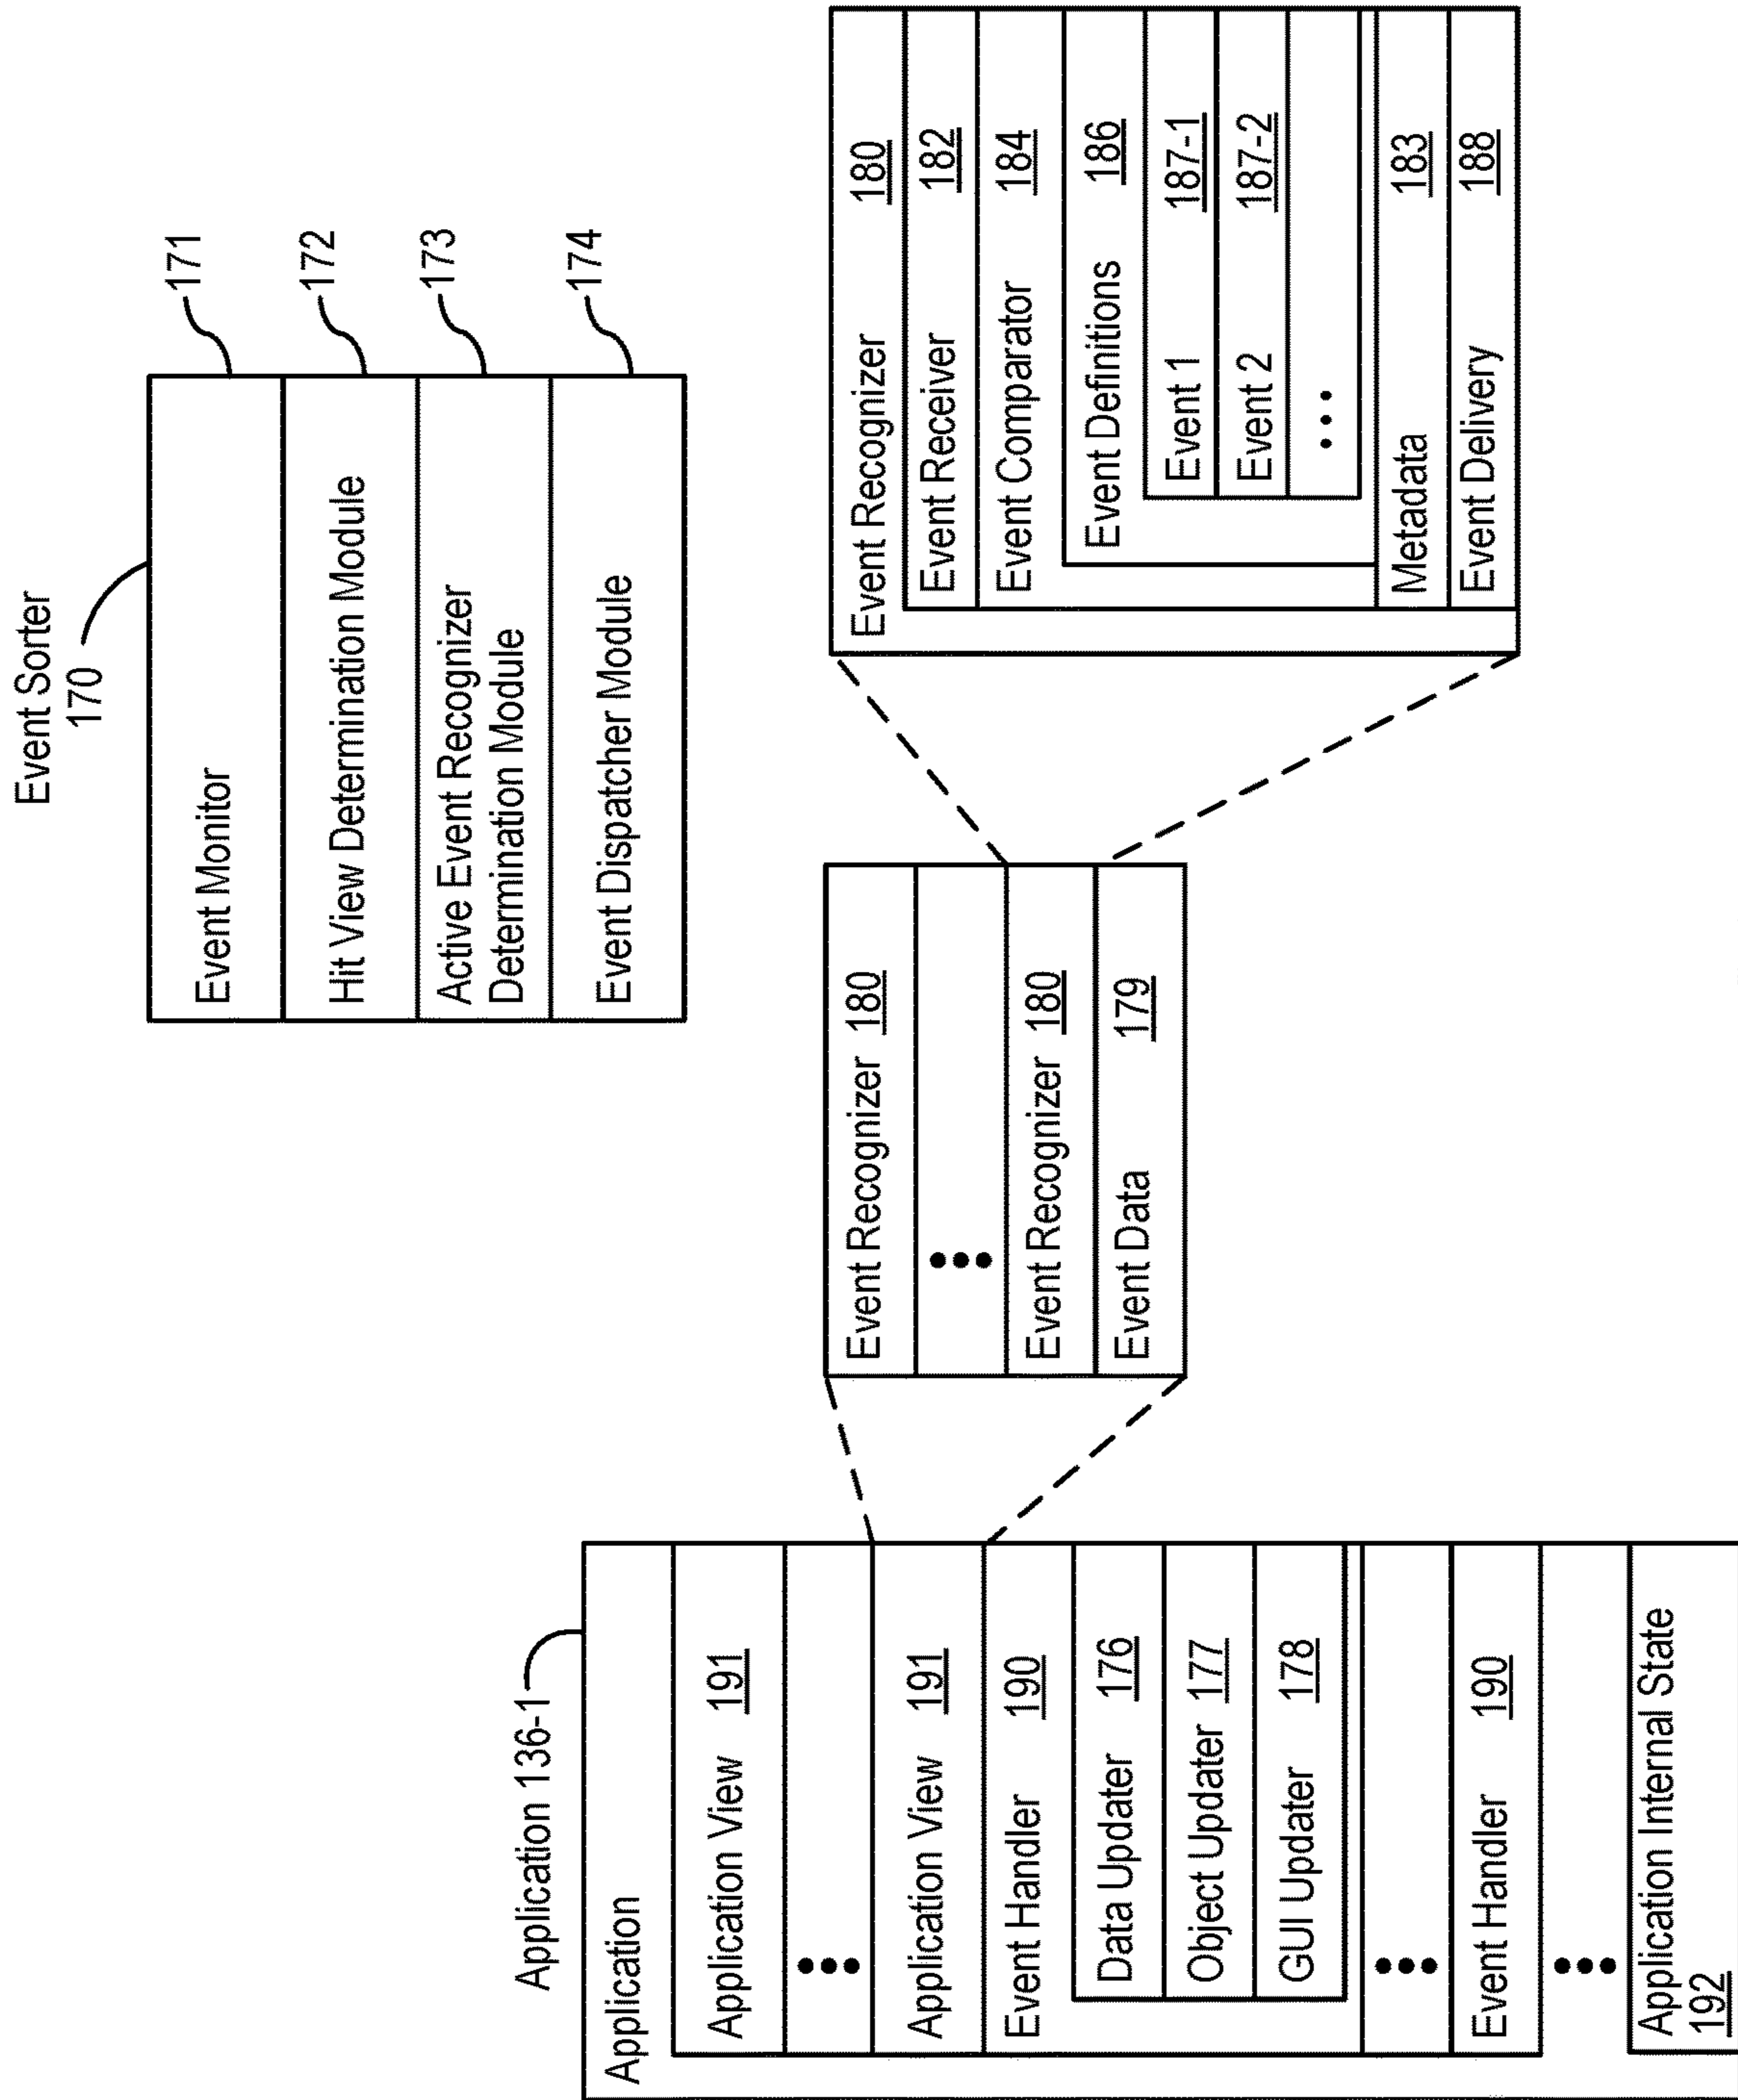 Event Sorter
170
Event Monitor
171
Hit View Determination Module
172
Active Event Recognizer
Determination Module
173
Event Dispatcher Module
174
Application 136-1
Application
Application View 191
•••
Application View 191
Event Handler 190
Data Updater 176
Object Updater 177
GUI Updater 178
•••
Event Handler 190
•••
Application Internal State
192
Event Recognizer 180
•••
Event Recognizer 180
Event Data 179
Event Recognizer 180
Event Receiver 182
Event Comparator 184
Event Definitions 186
Event 1 187-1
Event 2 187-2
•••
Metadata 183
Event Delivery 188